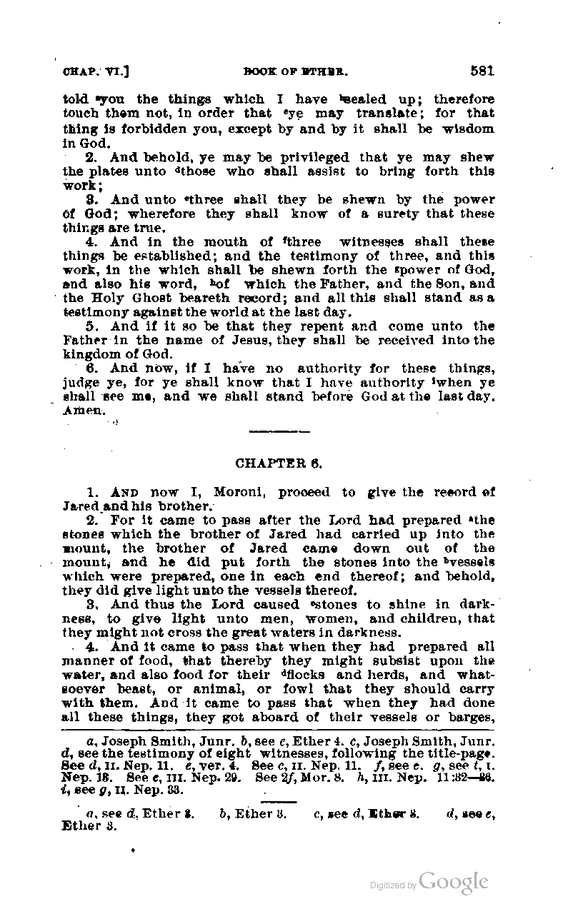 CHAP. VI.] BOOK OF ETHER. 581
told ᵃyou the things which I have ᵇsealed up; therefore
touch them not, in order that ᶜye may translate; for that
thing is forbidden you, except by and by it shall be wisdom
in God.
2. And behold, ye may be privileged that ye may shew
the plates unto ᵈthose who shall assist to bring forth this
work;
3. And unto ᵉthree shall they be shewn by the power
of God; wherefore they shall know of a surety that these
things are true.
4. And in the mouth of ᶠthree witnesses shall these
things be established; and the testimony of three, and this
work, in the which shall be shewn forth the ᵍpower of God,
and also his word, ʰof which the Father, and the Son, and
the Holy Ghost beareth record; and all this shall stand as a
testimony against the world at the last day.
5. And if it so be that they repent and come unto the
Father in the name of Jesus, they shall be received into the
kingdom of God.
6. And now, if I have no authority for these things,
judge ye, for ye shall know that I have authority ⁱwhen ye
shall see me, and we shall stand before God at the last day.
Amen.
CHAPTER 6.
1. AND now I, Moroni, proceed to give the record of
Jared and his brother.
2. For it came to pass after the Lord had prepared ᵃthe
stones which the brother of Jared had carried up into the
mount, the brother of Jared came down out of the
mount, and he did put forth the stones into the ᵇvessels
which were prepared, one in each end thereof; and behold,
they did give light unto the vessels thereof.
3. And thus the Lord caused ᶜstones to shine in dark-
ness, to give light unto men, women, and children, that
they might not cross the great waters in darkness.
4. And it came to pass that when they had prepared all
manner of food, that thereby they might subsist upon the
water, and also food for their ᵈflocks and herds, and what-
soever beast, or animal, or fowl that they should carry
with them. And it came to pass that when they had done
all these things, they got aboard of their vessels or barges,
a, Joseph Smith, Junr. b, see c, Ether 4. c, Joseph Smith, Junr.
d, see the testimony of eight witnesses, following the title-page.
See d, II. Nep. 11. e, ver. 4. See c, II. Nep. 11. f, see e. g, see i, I.
Nep. 13. See e, III. Nep. 29. See 2f, Mor. 8. h, III. Nep. 11:32—36.
i, see g, II. Nep. 33.
a, see d, Ether 3. b, Ether 3. c, see d, Ether 3. d, see e,
Ether 3.
Digitized by Google